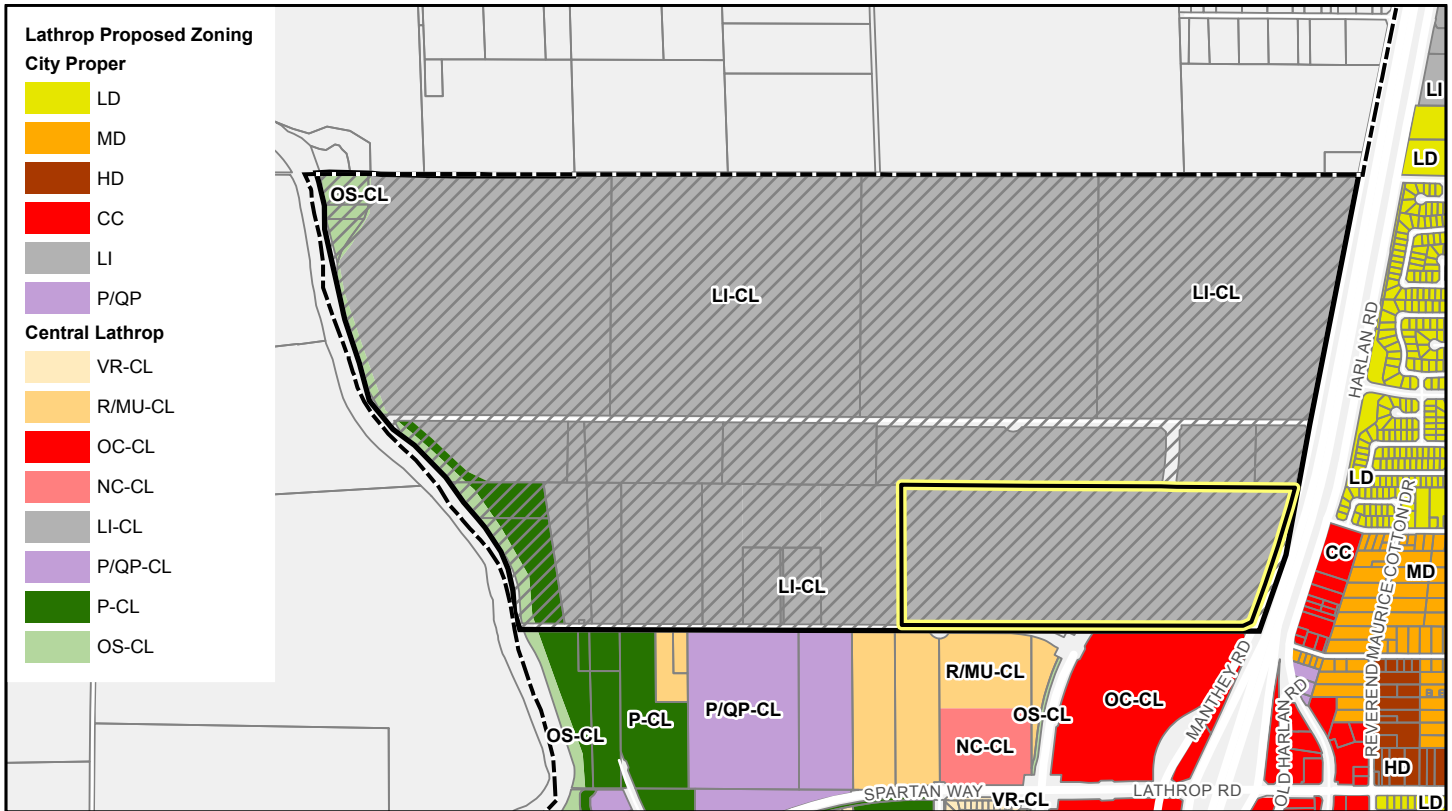 Lathrop Proposed Zoning
City Proper
LD
MD
HD
CC
LI
P/QP
Central Lathrop
VR-CL
R/MU-CL
OC-CL
NC-CL
LI-CL
P/QP-CL
P-CL
OS-CL
LI
LD
OS-CL
LI-CL
LI-CL
HARLAN RD
LD
REVEREND MAURICE COTTON DR
CC
MD
LI-CL
R/MU-CL
OC-CL
MANTHEY RD
P/QP-CL
P-CL
OS-CL
OS-CL
NC-CL
OLD HARLAN RD
HD
SPARTAN WAY
LATHROP RD
VR-CL
LD